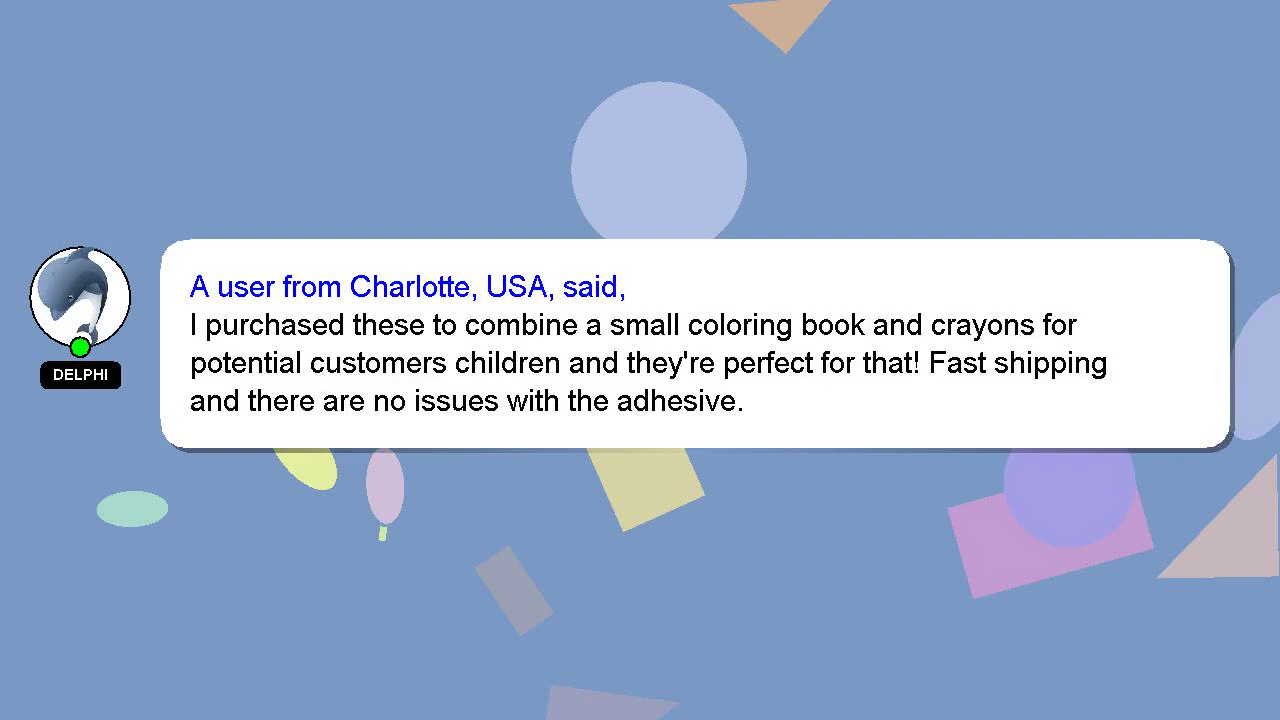 A user from Charlotte, USA, said,
I purchased these to combine a small coloring book and crayons for
potential customers children and they're perfect for that! Fast shipping
and there are no issues with the adhesive.
DELPHI